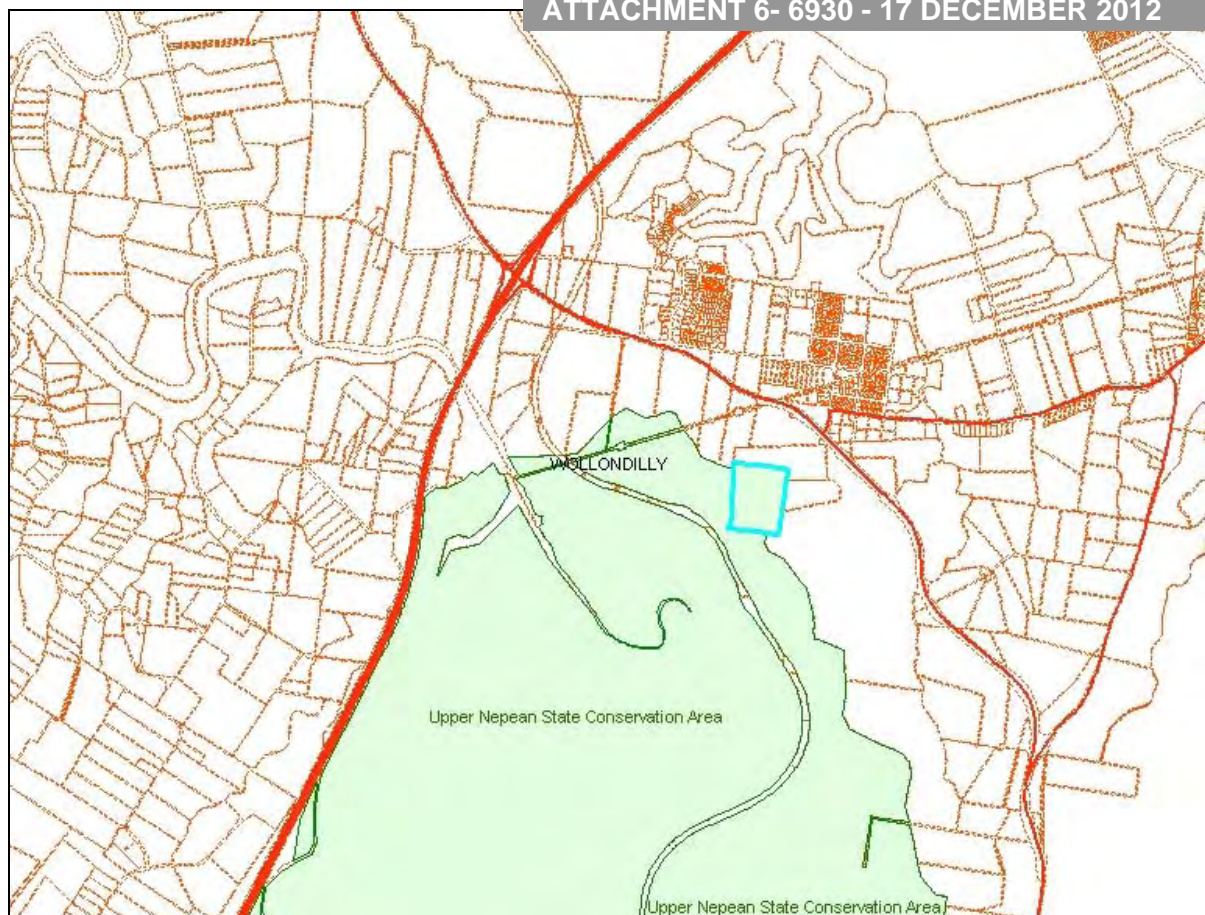 ATTACHMENT 6- 6930 - 17 DECEMBER 2012
WOLLONDILLY
Upper Nepean State Conservation Area
Upper Nepean State Conservation Area